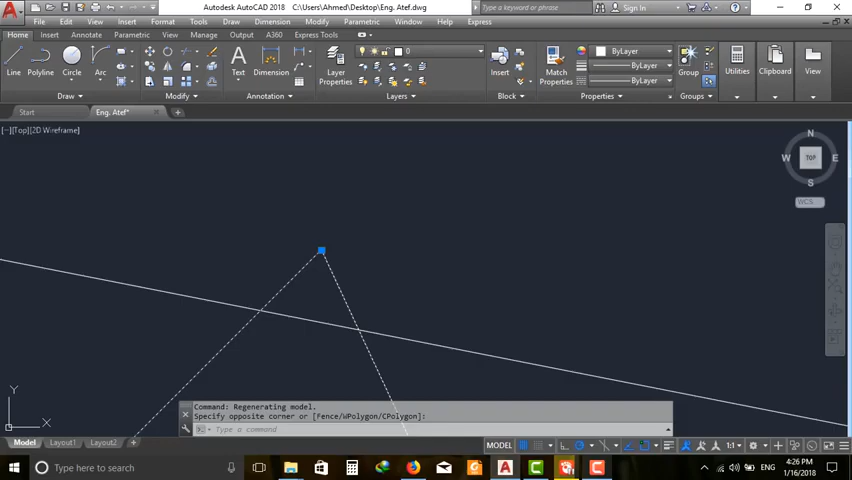 Autodesk AutoCAD 2018 C:\Users\Ahmed\Desktop\Eng. Atef.dwg
Type a keyword or phrase
Sign In
Home Insert Annotate Parametric View Manage Output A360 Express Tools
File Edit View Insert Format Tools Draw Dimension Modify Parametric Window Help Express
Line Polyline Circle Arc
Text Dimension
Layer Properties
0
Insert
Match Properties
ByLayer
ByLayer
ByLayer
Group
Utilities
Clipboard
View
Draw Modify Annotation Layers Block Properties Groups
Start Eng. Atef*
[−][Top][2D Wireframe]
N
W TOP E
S
WCS
Y
X
Command: Regenerating model.
Specify opposite corner or [Fence/WPolygon/CPolygon]:
Type a command
Model Layout1 Layout2
MODEL 1:1
Type here to search
ENG
4:26 PM
1/16/2018